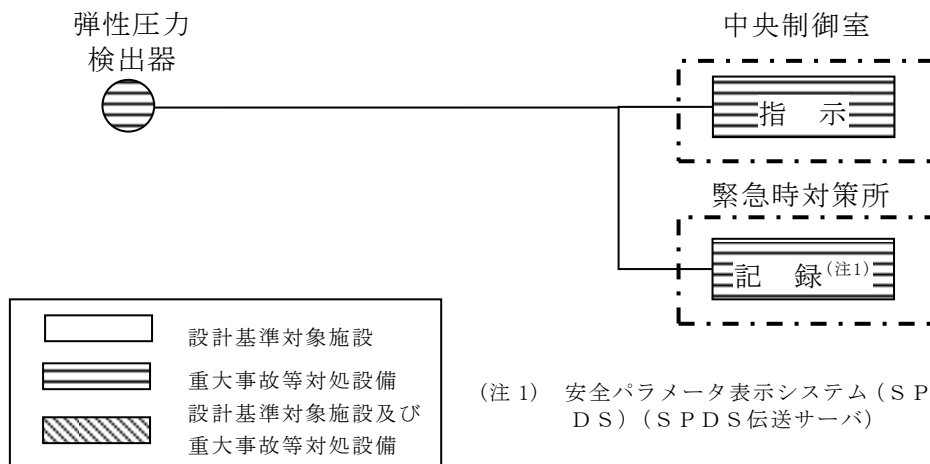 弾性圧力
検出器
中央制御室
指　示
緊急時対策所
記　録(注1)
設計基準対象施設
重大事故等対処設備
設計基準対象施設及び
重大事故等対処設備
(注 1)　安全パラメータ表示システム(ＳＰ
ＤＳ)(ＳＰＤＳ伝送サーバ)